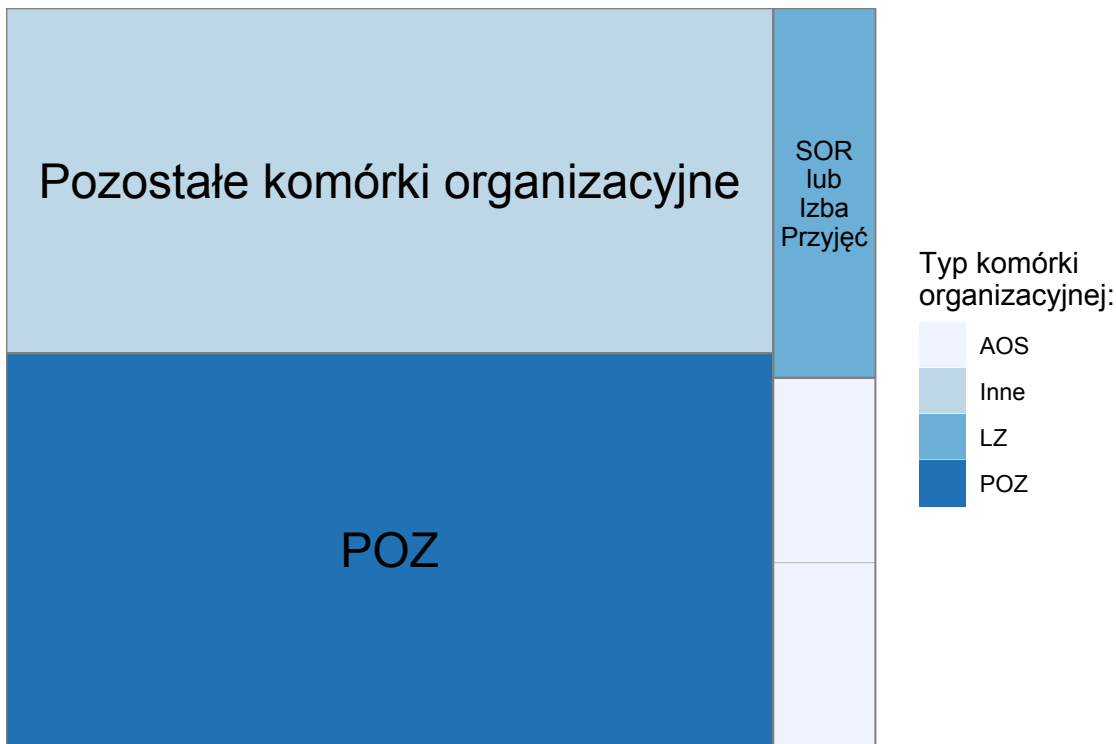 Pozostałe komórki organizacyjne
SOR
lub
Izba
Przyjęć
POZ
Typ komórki
organizacyjnej:
AOS
Inne
LZ
POZ